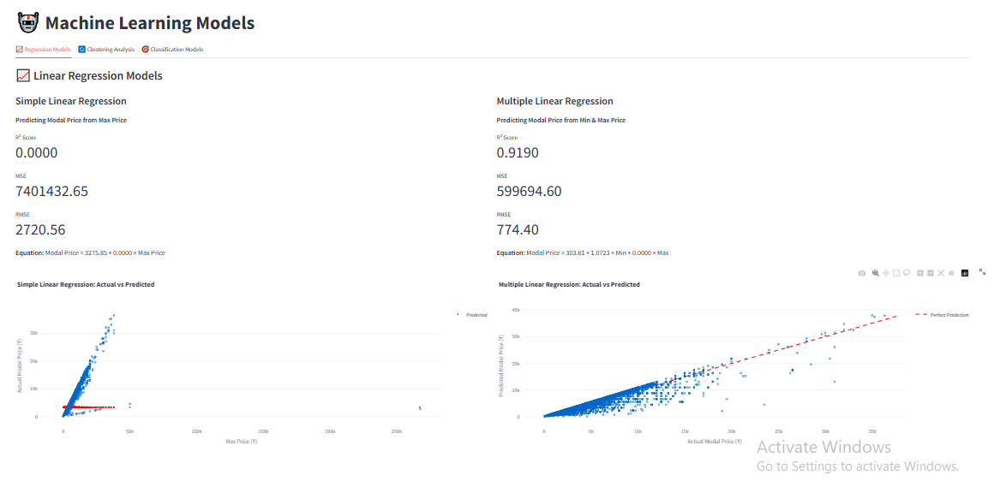 Machine Learning Models
Regression Models Clustering Analysis Classification Models
Linear Regression Models
Simple Linear Regression
Predicting Modal Price from Max Price
R² Score
0.0000
MSE
7401432.65
RMSE
2720.56
Equation: Modal Price = 3275.85 + 0.0000 × Max Price
Simple Linear Regression: Actual vs Predicted
Predicted
Actual Modal Price (₹)
30k
20k
10k
0
0 50k 100k 150k 200k 250k
Max Price (₹)
Multiple Linear Regression
Predicting Modal Price from Min & Max Price
R² Score
0.9190
MSE
599694.60
RMSE
774.40
Equation: Modal Price = 303.61 + 1.0723 × Min + 0.0000 × Max
Multiple Linear Regression: Actual vs Predicted
Perfect Prediction
Predicted Modal Price (₹)
40k
30k
20k
10k
0
0 5k 10k 15k 20k 25k 30k 35k
Actual Modal Price (₹)
Activate Windows
Go to Settings to activate Windows.